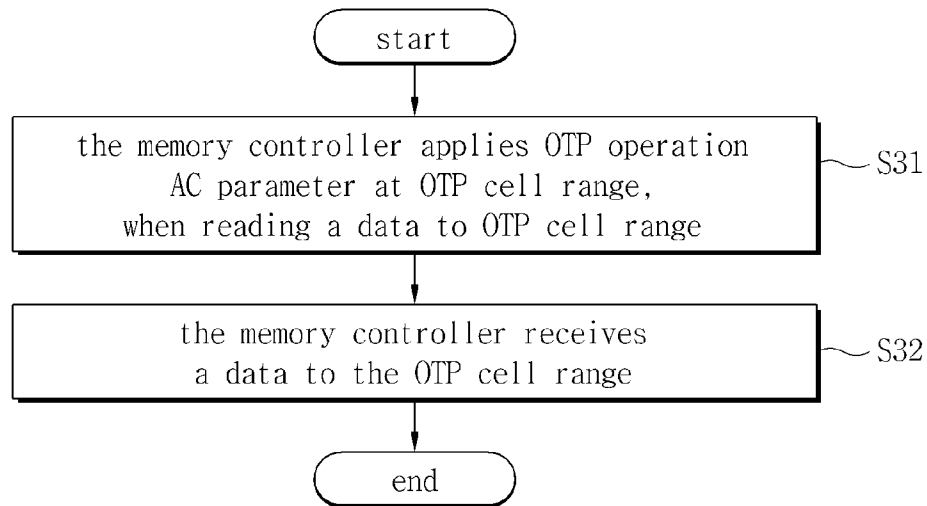 start
the memory controller applies OTP operation
AC parameter at OTP cell range,
when reading a data to OTP cell range
S31
the memory controller receives
a data to the OTP cell range
S32
end